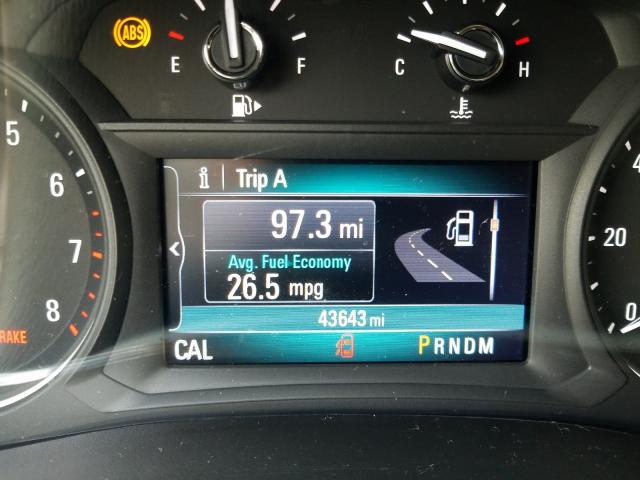 ABS
E F
C H
5
6
7
8
RAKE
i Trip A
97.3 mi
Avg. Fuel Economy
26.5 mpg
43643 mi
CAL PRNDM
4
20
0